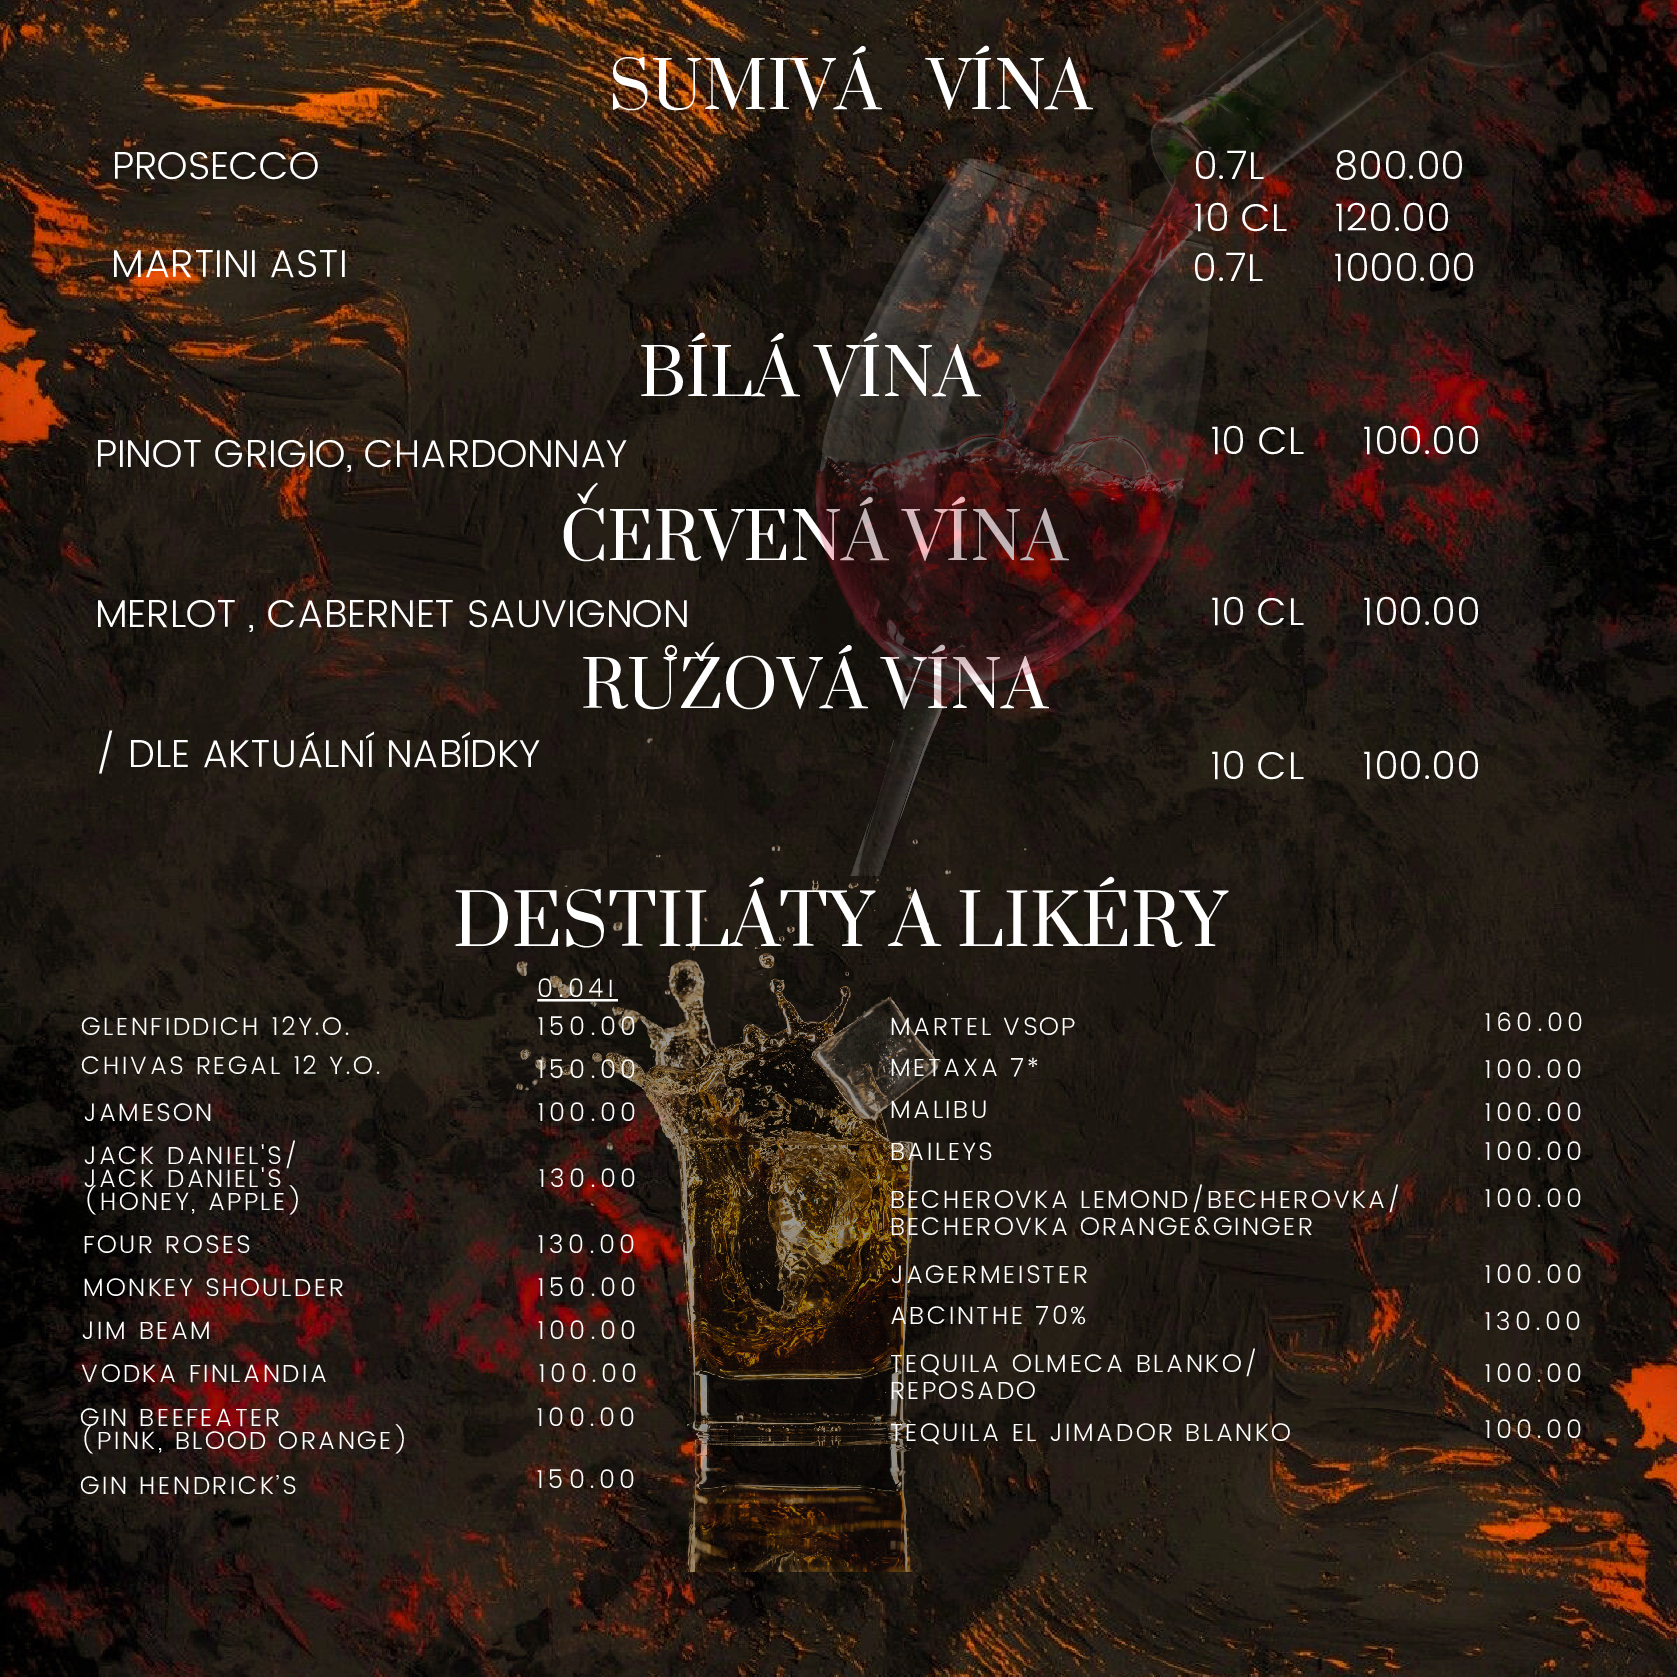 SUMIVÁ VÍNA
PROSECCO 0.7L 800.00
10 CL 120.00
MARTINI ASTI 0.7L 1000.00
BÍLÁ VÍNA
PINOT GRIGIO, CHARDONNAY 10 CL 100.00
ČERVENÁ VÍNA
MERLOT , CABERNET SAUVIGNON 10 CL 100.00
RŮŽOVÁ VÍNA
/ DLE AKTUÁLNÍ NABÍDKY 10 CL 100.00
DESTILÁTY A LIKÉRY
0.04l
GLENFIDDICH 12Y.O. 150.00
CHIVAS REGAL 12 Y.O. 150.00
JAMESON 100.00
JACK DANIEL'S/
JACK DANIEL'S 130.00
(HONEY, APPLE)
FOUR ROSES 130.00
MONKEY SHOULDER 150.00
JIM BEAM 100.00
VODKA FINLANDIA 100.00
GIN BEEFEATER 100.00
(PINK, BLOOD ORANGE)
GIN HENDRICK'S 150.00
MARTEL VSOP 160.00
METAXA 7* 100.00
MALIBU 100.00
BAILEYS 100.00
BECHEROVKA LEMOND/BECHEROVKA/ 100.00
BECHEROVKA ORANGE&GINGER
JAGERMEISTER 100.00
ABCINTHE 70% 130.00
TEQUILA OLMECA BLANKO/ 100.00
REPOSADO
TEQUILA EL JIMADOR BLANKO 100.00